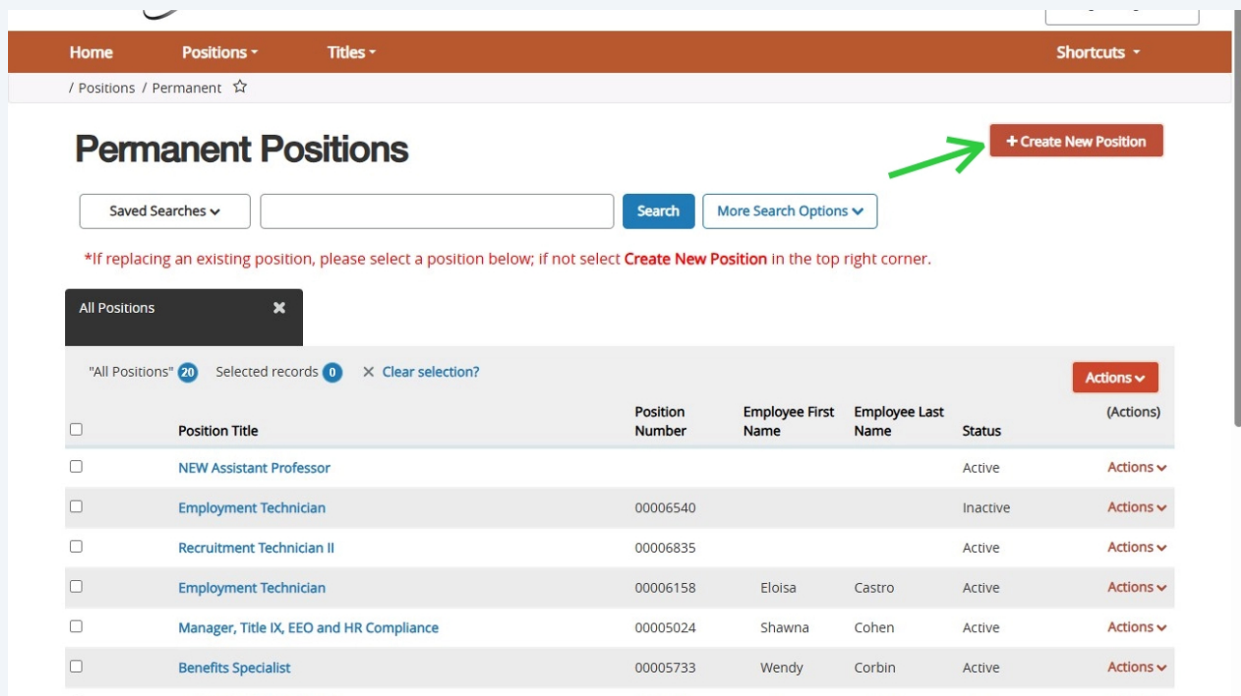 Home Positions Titles Shortcuts
/ Positions / Permanent
Permanent Positions
+ Create New Position
Saved Searches Search More Search Options
*If replacing an existing position, please select a position below; if not select Create New Position in the top right corner.
All Positions
"All Positions" 20 Selected records 0 × Clear selection?
Actions
Position Title Position Number Employee First Name Employee Last Name Status (Actions)
NEW Assistant Professor Active Actions
Employment Technician 00006540 Inactive Actions
Recruitment Technician II 00006835 Active Actions
Employment Technician 00006158 Eloisa Castro Active Actions
Manager, Title IX, EEO and HR Compliance 00005024 Shawna Cohen Active Actions
Benefits Specialist 00005733 Wendy Corbin Active Actions